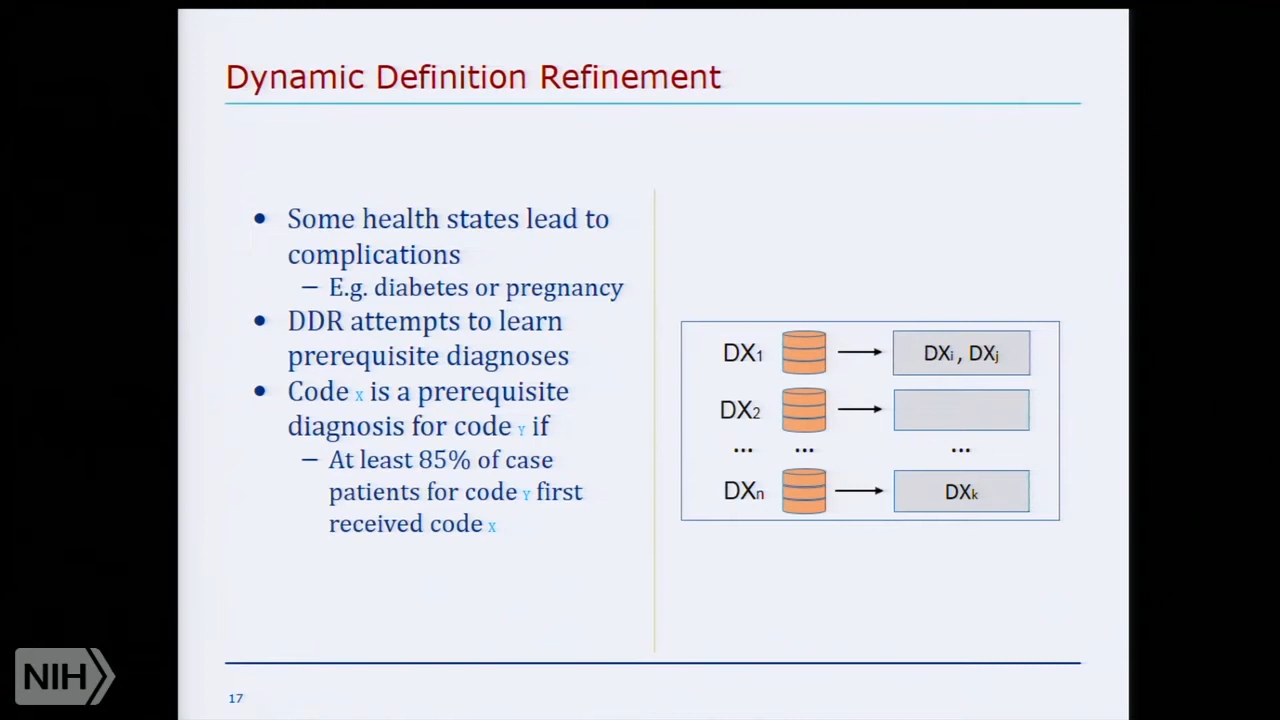 Dynamic Definition Refinement
• Some health states lead to
complications
– E.g. diabetes or pregnancy
• DDR attempts to learn
prerequisite diagnoses
• Code X is a prerequisite
diagnosis for code Y if
– At least 85% of case
patients for code Y first
received code X
DX1
DXi , DXj
DX2
... ... ...
DXn
DXk
NIH
17